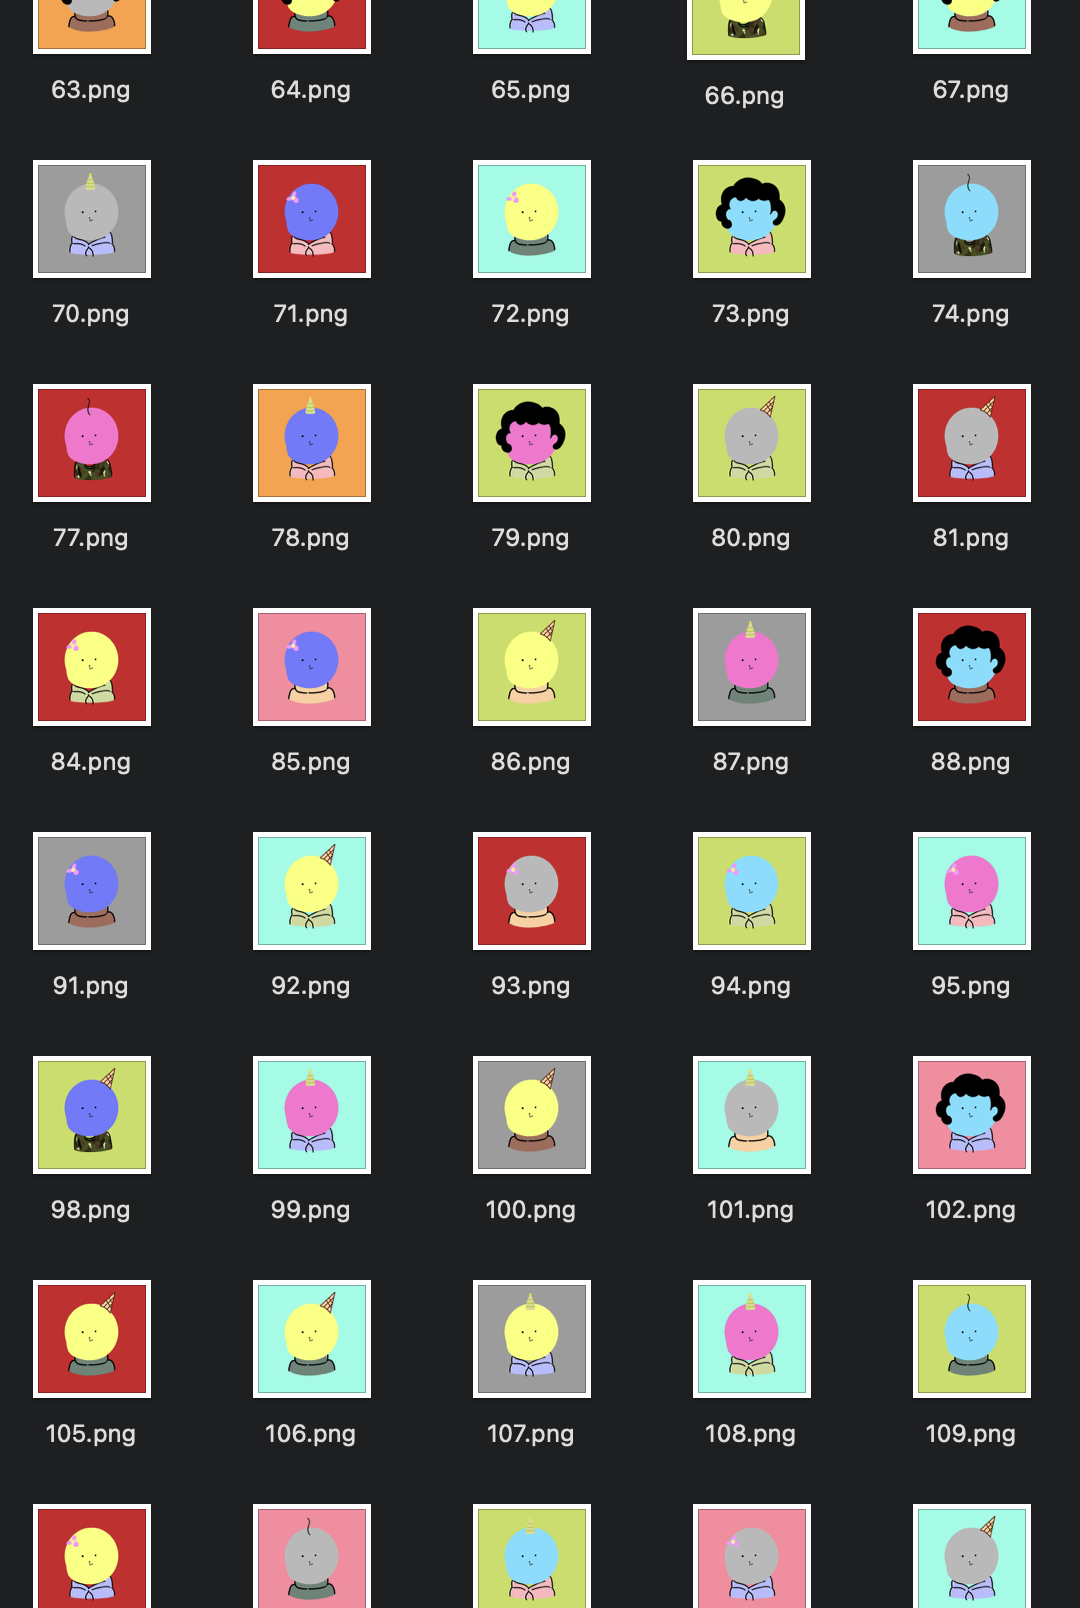 63.png 64.png 65.png 66.png 67.png
70.png 71.png 72.png 73.png 74.png
77.png 78.png 79.png 80.png 81.png
84.png 85.png 86.png 87.png 88.png
91.png 92.png 93.png 94.png 95.png
98.png 99.png 100.png 101.png 102.png
105.png 106.png 107.png 108.png 109.png